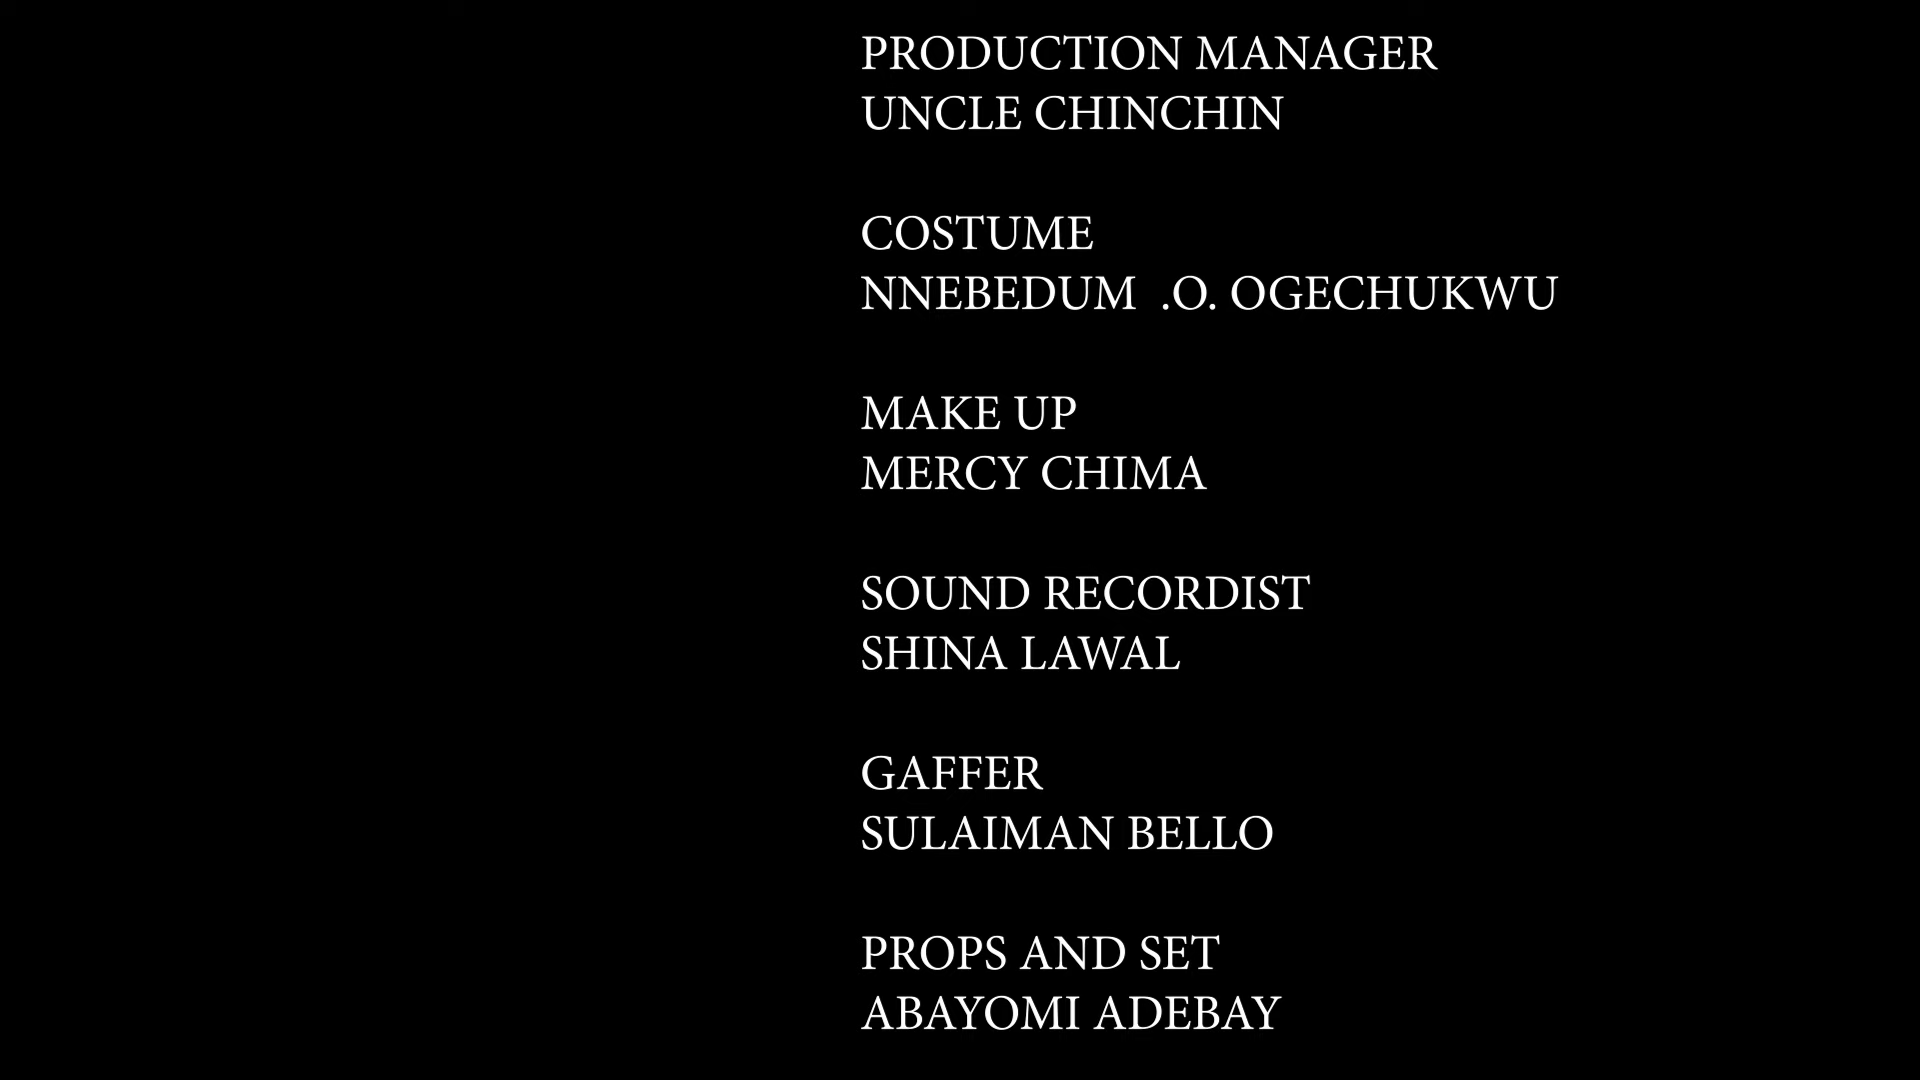 PRODUCTION MANAGER
UNCLE CHINCHIN
COSTUME
NNEBEDUM  .O. OGECHUKWU
MAKE UP
MERCY CHIMA
SOUND RECORDIST
SHINA LAWAL
GAFFER
SULAIMAN BELLO
PROPS AND SET
ABAYOMI ADEBAY